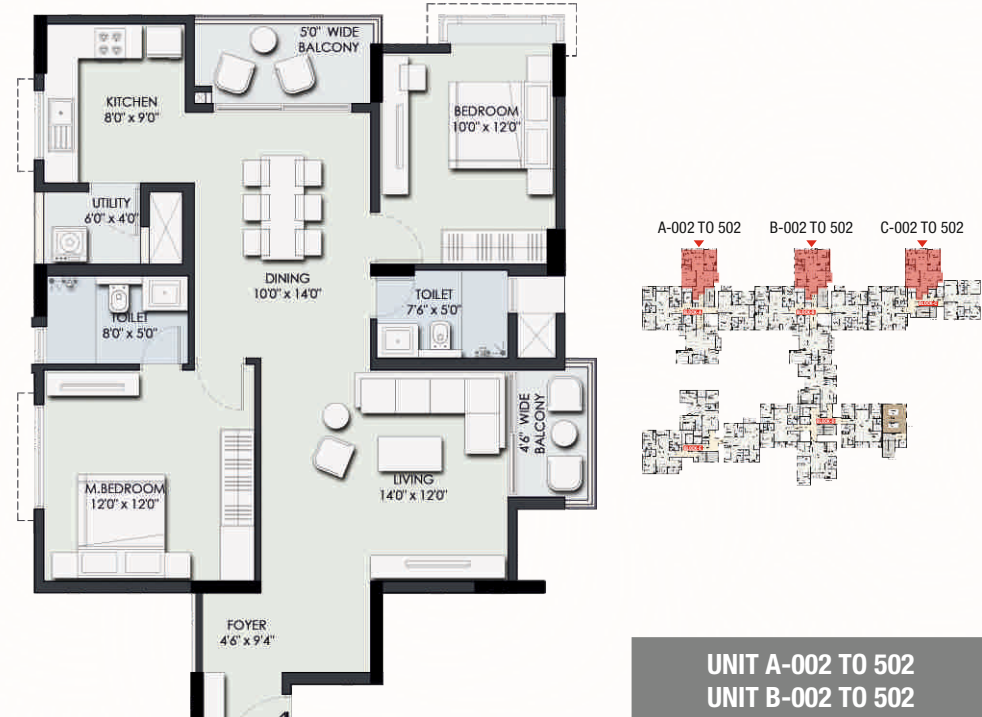 5'0" WIDE
BALCONY
KITCHEN
8'0" x 9'0"
BEDROOM
10'0" x 12'0"
UTILITY
6'0" x 4'0"
DINING
10'0" x 14'0"
TOILET
8'0" x 5'0"
TOILET
7'6" x 5'0"
4'6" WIDE
BALCONY
LIVING
14'0" x 12'0"
M.BEDROOM
12'0" x 12'0"
FOYER
4'6" x 9'4"
A-002 TO 502
B-002 TO 502
C-002 TO 502
UNIT A-002 TO 502
UNIT B-002 TO 502